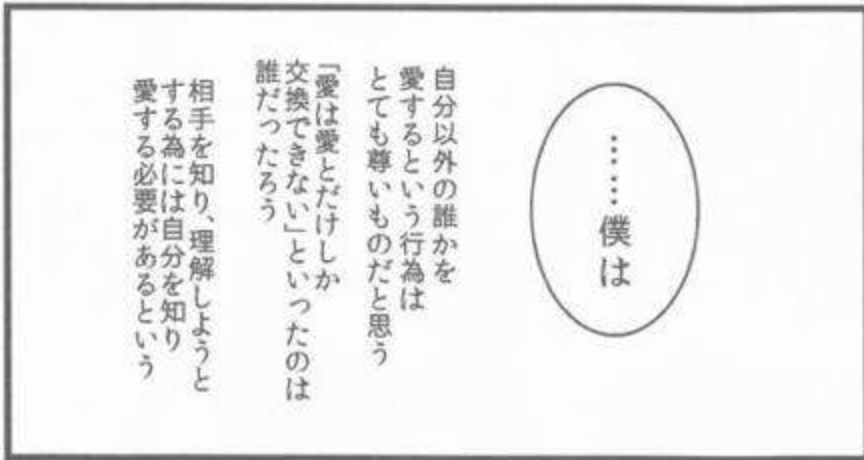 ……僕は
自分以外の誰かを
愛するという行為は
とても尊いものだと思う
「愛は愛とだけしか
交換できない」といったのは
誰だったろう
相手を知り、理解しようと
する為には自分を知り
愛する必要があるという